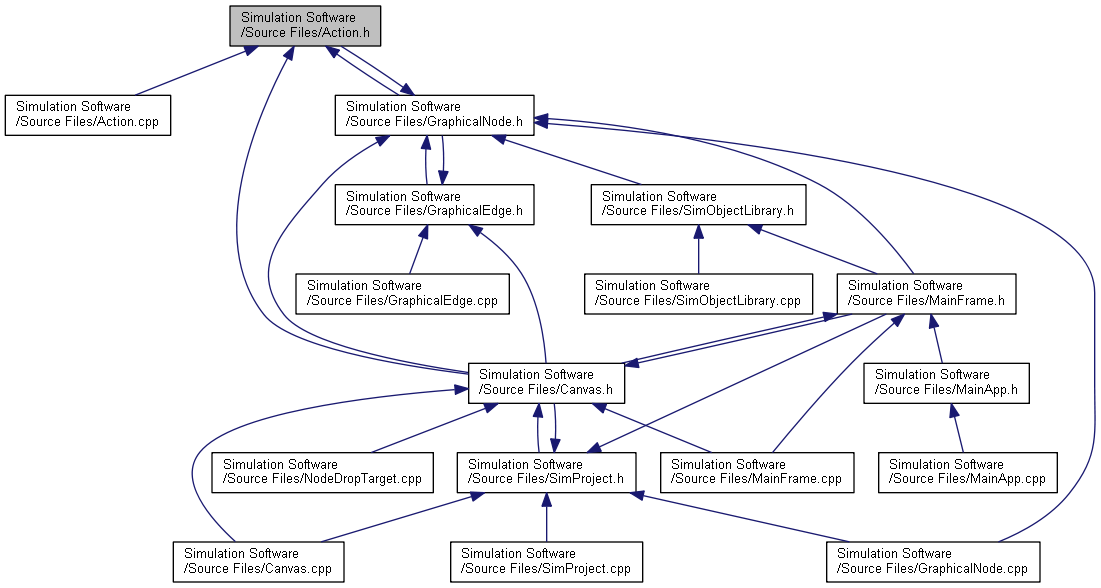 Simulation Software
/Source Files/Action.h
Simulation Software
/Source Files/Action.cpp
Simulation Software
/Source Files/GraphicalNode.h
Simulation Software
/Source Files/GraphicalEdge.h
Simulation Software
/Source Files/SimObjectLibrary.h
Simulation Software
/Source Files/GraphicalEdge.cpp
Simulation Software
/Source Files/SimObjectLibrary.cpp
Simulation Software
/Source Files/MainFrame.h
Simulation Software
/Source Files/Canvas.h
Simulation Software
/Source Files/MainApp.h
Simulation Software
/Source Files/NodeDropTarget.cpp
Simulation Software
/Source Files/SimProject.h
Simulation Software
/Source Files/MainFrame.cpp
Simulation Software
/Source Files/MainApp.cpp
Simulation Software
/Source Files/Canvas.cpp
Simulation Software
/Source Files/SimProject.cpp
Simulation Software
/Source Files/GraphicalNode.cpp